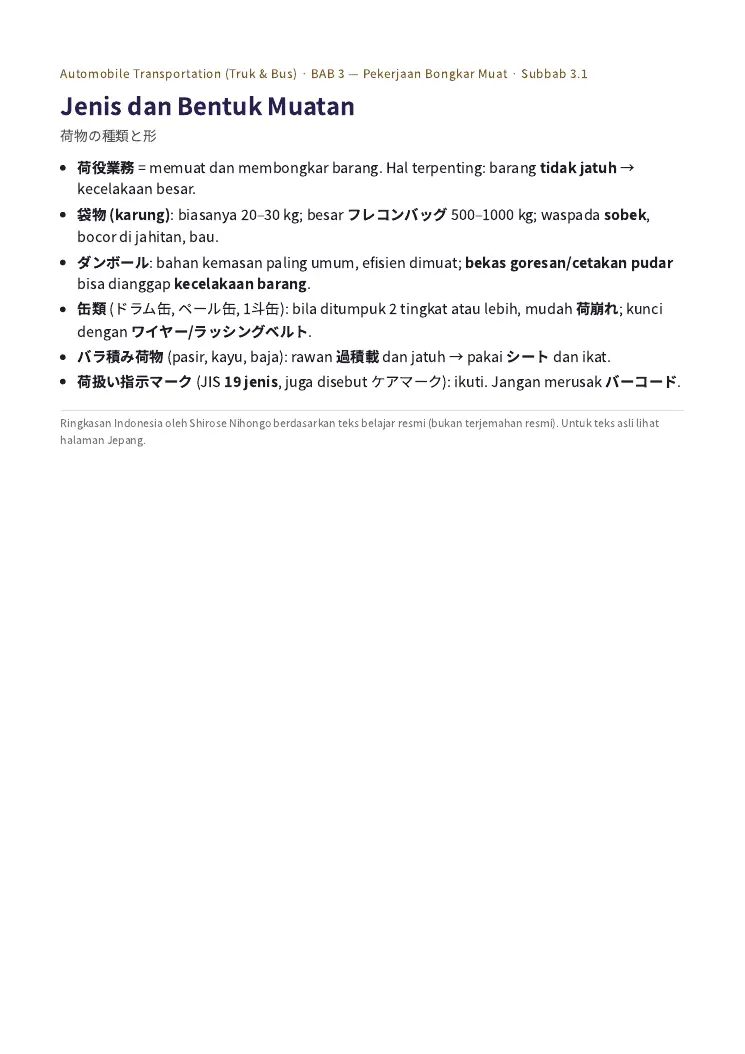 Automobile Transportation (Truk & Bus) · BAB 3 — Pekerjaan Bongkar Muat · Subbab 3.1
Jenis dan Bentuk Muatan
荷物の種類と形
• 荷役業務 = memuat dan membongkar barang. Hal terpenting: barang tidak jatuh →
kecelakaan besar.
• 袋物 (karung): biasanya 20–30 kg; besar フレコンバッグ 500–1000 kg; waspada sobek,
bocor di jahitan, bau.
• ダンボール: bahan kemasan paling umum, efisien dimuat; bekas goresan/cetakan pudar
bisa dianggap kecelakaan barang.
• 缶類 (ドラム缶, ペール缶, 1斗缶): bila ditumpuk 2 tingkat atau lebih, mudah 荷崩れ; kunci
dengan ワイヤー/ラッシングベルト.
• バラ積み荷物 (pasir, kayu, baja): rawan 過積載 dan jatuh → pakai シート dan ikat.
• 荷扱い指示マーク (JIS 19 jenis, juga disebut ケアマーク): ikuti. Jangan merusak バーコード.
Ringkasan Indonesia oleh Shirose Nihongo berdasarkan teks belajar resmi (bukan terjemahan resmi). Untuk teks asli lihat
halaman Jepang.